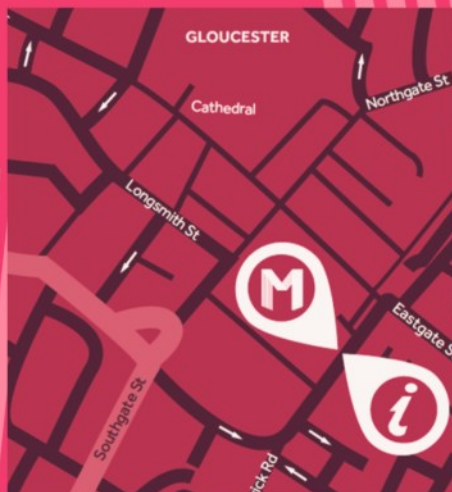 GLOUCESTER
Northgate St
Cathedral
Longsmith St
M
Eastgate S
i
Southgate St
ick Rd